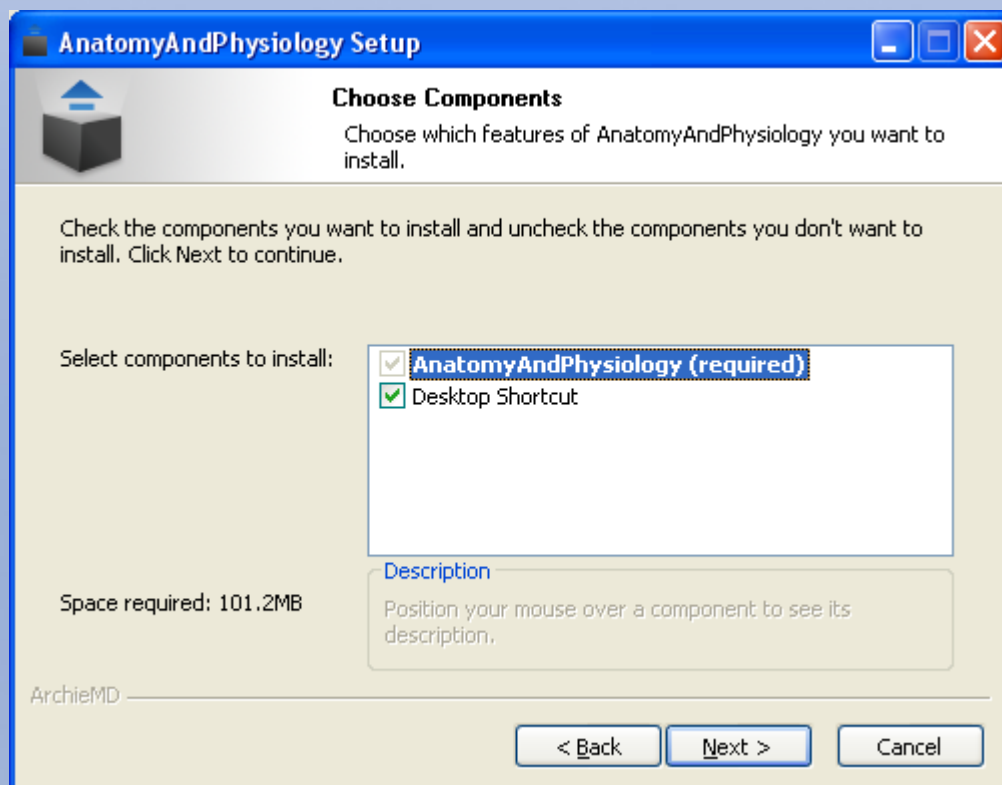 AnatomyAndPhysiology Setup
Choose Components
Choose which features of AnatomyAndPhysiology you want to
install.
Check the components you want to install and uncheck the components you don't want to
install. Click Next to continue.
Select components to install:
AnatomyAndPhysiology (required)
Desktop Shortcut
Space required: 101.2MB
Description
Position your mouse over a component to see its
description.
ArchieMD
< Back
Next >
Cancel